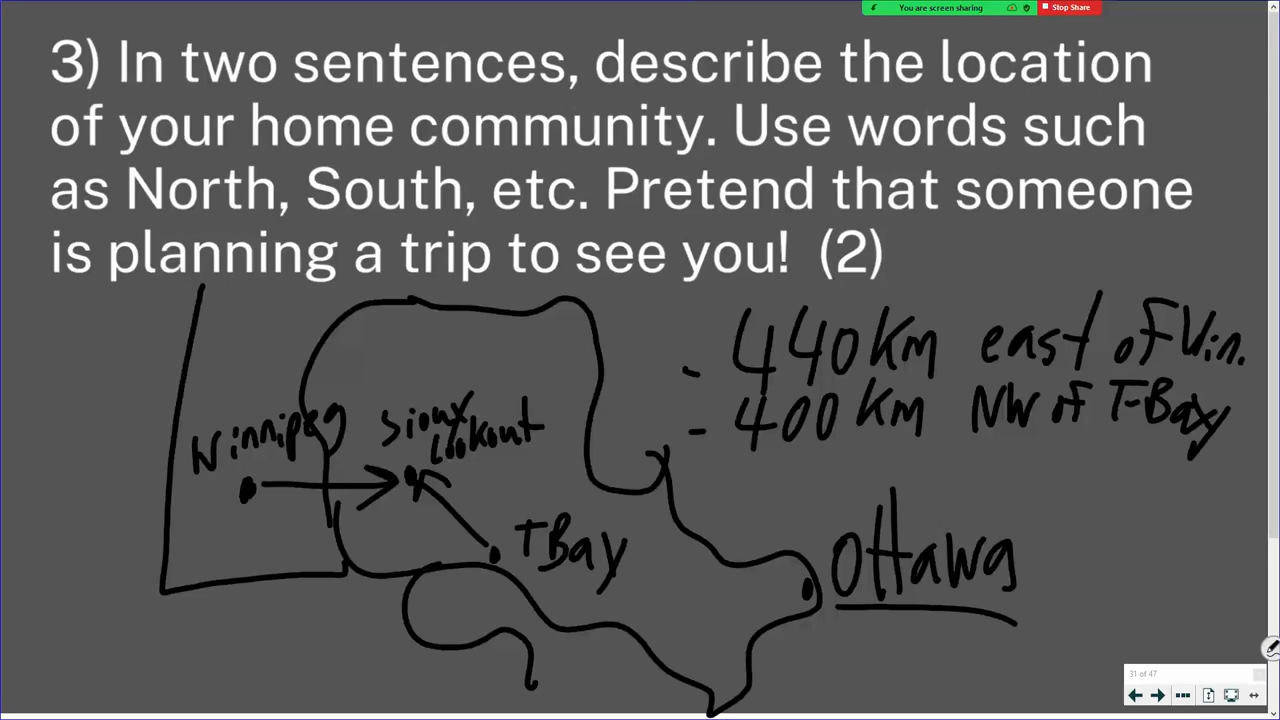 You are screen sharing
Stop Share
3) In two sentences, describe the location
of your home community. Use words such
as North, South, etc. Pretend that someone
is planning a trip to see you! (2)
- 440 km east of Win.
- 400 km NW of T-Bay
Winnipeg
Sioux
Lookout
TBay
Ottawa
31 of 47